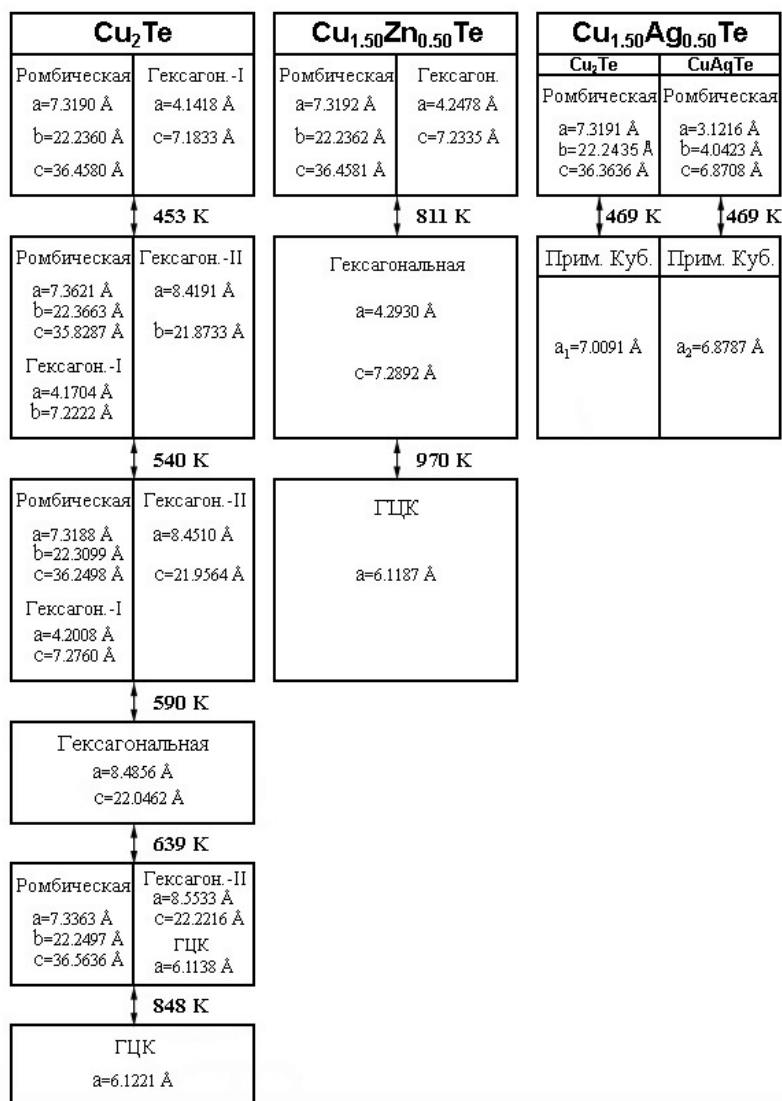 Cu₂Te
Ромбическая Гексагон.-I
a=7.3190 Å a=4.1418 Å
b=22.2360 Å c=7.1833 Å
c=36.4580 Å
453 K
Ромбическая Гексагон.-II
a=7.3621 Å a=8.4191 Å
b=22.3663 Å
c=35.8287 Å b=21.8733 Å
Гексагон.-I
a=4.1704 Å
b=7.2222 Å
540 K
Ромбическая Гексагон.-II
a=7.3188 Å a=8.4510 Å
b=22.3099 Å
c=36.2498 Å c=21.9564 Å
Гексагон.-I
a=4.2008 Å
c=7.2760 Å
590 K
Гексагональная
a=8.4856 Å
c=22.0462 Å
639 K
Ромбическая
a=7.3363 Å
b=22.2497 Å
c=36.5636 Å
Гексагон.-II
a=8.5533 Å
c=22.2216 Å
ГЦК
a=6.1138 Å
848 K
ГЦК
a=6.1221 Å
Cu₁.₅₀Zn₀.₅₀Te
Ромбическая Гексагон.
a=7.3192 Å a=4.2478 Å
b=22.2362 Å c=7.2335 Å
c=36.4581 Å
811 K
Гексагональная
a=4.2930 Å
c=7.2892 Å
970 K
ГЦК
a=6.1187 Å
Cu₁.₅₀Ag₀.₅₀Te
Cu₂Te CuAgTe
Ромбическая Ромбическая
a=7.3191 Å a=3.1216 Å
b=22.2435 Å b=4.0423 Å
c=36.3636 Å c=6.8708 Å
469 K 469 K
Прим. Куб. Прим. Куб.
a₁=7.0091 Å a₂=6.8787 Å